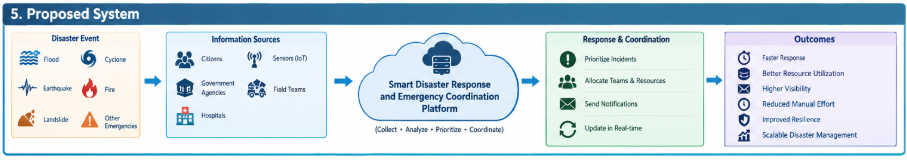 5. Proposed System
Disaster Event
Flood
Cyclone
Earthquake
Fire
Landslide
Other
Emergencies
Information Sources
Citizens
Sensors (IoT)
Government
Agencies
Field Teams
Hospitals
Smart Disaster Response
and Emergency Coordination
Platform
(Collect • Analyze • Prioritize • Coordinate)
Response & Coordination
Prioritize Incidents
Allocate Teams & Resources
Send Notifications
Update in Real-time
Outcomes
Faster Response
Better Resource Utilization
Higher Visibility
Reduced Manual Effort
Improved Resilience
Scalable Disaster Management